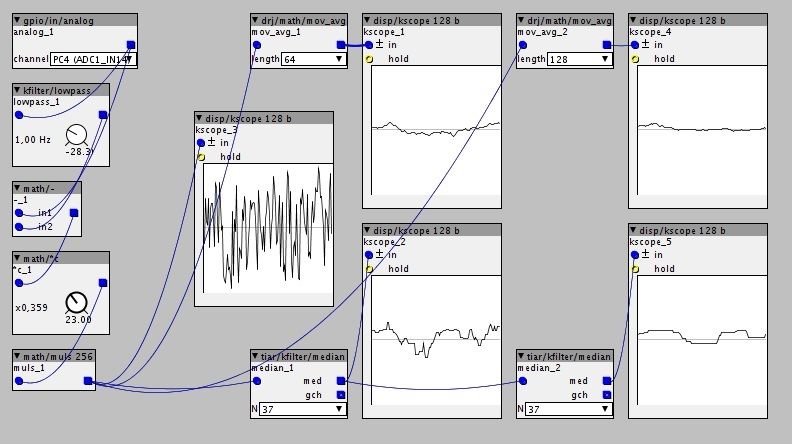 gpio/in/analog
analog_1
channel PC4 (ADC1_IN14)
kfilter/lowpass
lowpass_1
1,00 Hz
-28.3
math/-
-_1
in1
in2
math/*c
*c_1
x0,359
23.00
math/muls 256
muls_1
disp/kscope 128 b
kscope_3
± in
hold
drj/math/mov_avg
mov_avg_1
length 64
tiar/kfilter/median
median_1
med
gch
N 37
disp/kscope 128 b
kscope_1
± in
hold
disp/kscope 128 b
kscope_2
± in
hold
drj/math/mov_avg
mov_avg_2
length 128
tiar/kfilter/median
median_2
med
gch
N 37
disp/kscope 128 b
kscope_4
± in
hold
disp/kscope 128 b
kscope_5
± in
hold